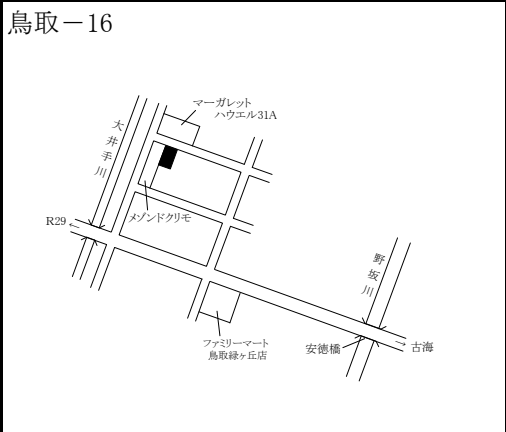 鳥取－16
マーガレット
ハウエル31A
大井手川
メゾンドクリモ
R29
野坂川
ファミリーマート
鳥取緑ヶ丘店
安徳橋
古海